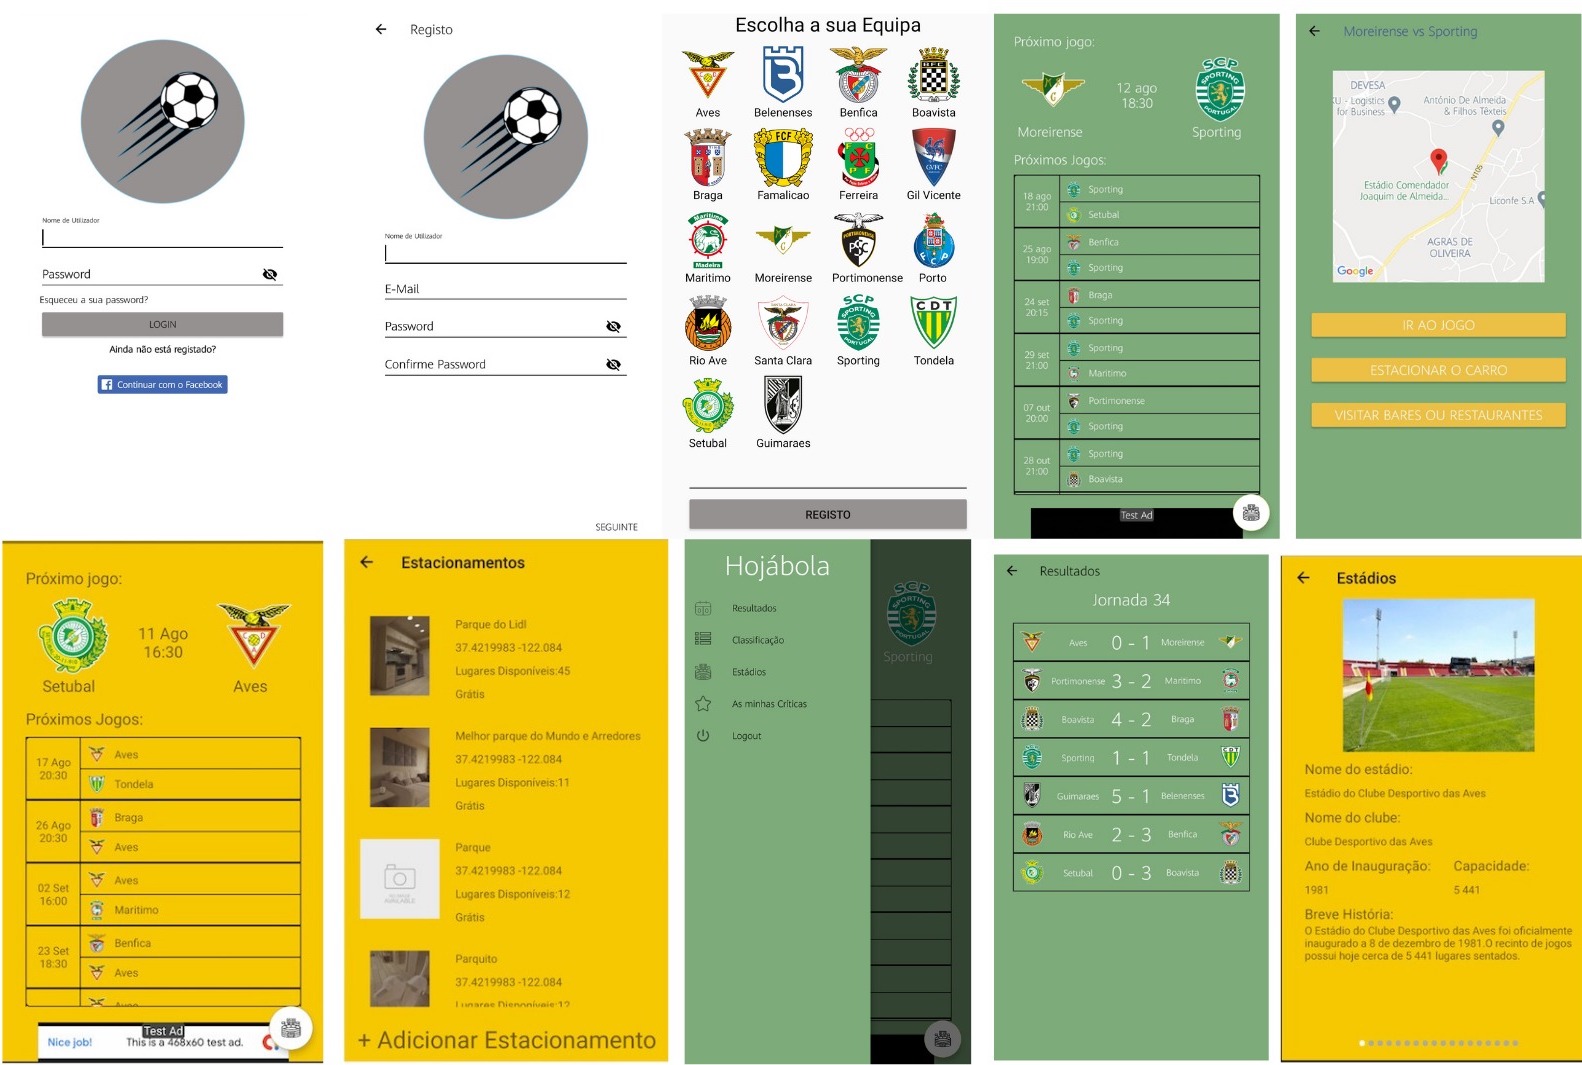 Nome de Utilizador
Password
Esqueceu a sua password?
LOGIN
Ainda não está registado?
Continuar com o Facebook
Registo
Nome de Utilizador
E-Mail
Password
Confirme Password
SEGUINTE
Escolha a sua Equipa
Aves
Belenenses
Benfica
Boavista
Braga
Famalicao
Ferreira
Gil Vicente
Maritimo
Moreirense
Portimonense
Porto
Rio Ave
Santa Clara
Sporting
Tondela
Setubal
Guimaraes
REGISTO
Próximo jogo:
12 ago
18:30
Moreirense
Sporting
Próximos Jogos:
18 ago
21:00
Sporting
Setubal
25 ago
19:00
Benfica
Sporting
24 set
20:15
Braga
Sporting
29 set
21:00
Sporting
Maritimo
07 out
20:00
Portimonense
Sporting
28 out
21:00
Sporting
Boavista
Test Ad
Moreirense vs Sporting
DEVESA
KU - Logistics
for Business
António De Almeida
& Filhos Têxteis
N105
Estádio Comendador
Joaquim de Almeida...
Liconfe S.A
AGRAS DE
OLIVEIRA
Google
IR AO JOGO
ESTACIONAR O CARRO
VISITAR BARES OU RESTAURANTES
Próximo jogo:
11 Ago
16:30
Setubal
Aves
Próximos Jogos:
17 Ago
20:30
Aves
Tondela
26 Ago
20:30
Braga
Aves
02 Set
16:00
Aves
Maritimo
23 Set
18:30
Benfica
Aves
Aves
Test Ad
Nice job!
This is a 468x60 test ad.
Estacionamentos
Parque do Lidl
37.4219983 -122.084
Lugares Disponíveis:45
Grátis
Melhor parque do Mundo e Arredores
37.4219983 -122.084
Lugares Disponíveis:11
Grátis
Parque
37.4219983 -122.084
Lugares Disponíveis:12
Grátis
Parquito
37.4219983 -122.084
Lugares Disponíveis:12
+ Adicionar Estacionamento
Hojábola
Resultados
Classificação
Estádios
As minhas Críticas
Logout
Sporting
Resultados
Jornada 34
Aves 0 - 1 Moreirense
Portimonense 3 - 2 Maritimo
Boavista 4 - 2 Braga
Sporting 1 - 1 Tondela
Guimaraes 5 - 1 Belenenses
Rio Ave 2 - 3 Benfica
Setubal 0 - 3 Boavista
Estádios
Nome do estádio:
Estádio do Clube Desportivo das Aves
Nome do clube:
Clube Desportivo das Aves
Ano de Inauguração: Capacidade:
1981 5 441
Breve História:
O Estádio do Clube Desportivo das Aves foi oficialmente
inaugurado a 8 de dezembro de 1981.O recinto de jogos
possui hoje cerca de 5 441 lugares sentados.